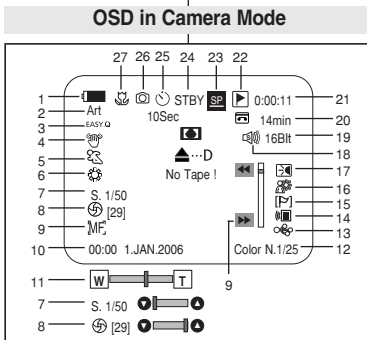 OSD in Camera Mode
27 26 25 24 23 22
1 STBY SP 0:00:11 21
2 Art 10Sec 14min 20
3 EASY.Q 16BIt 19
4 18
5 D
6 No Tape ! 17
7 S. 1/50 16
8 [29] 15
9 MF 14
13
10 00:00 1.JAN.2006 9 Color N.1/25 12
11 W T
7 S. 1/50
8 [29]